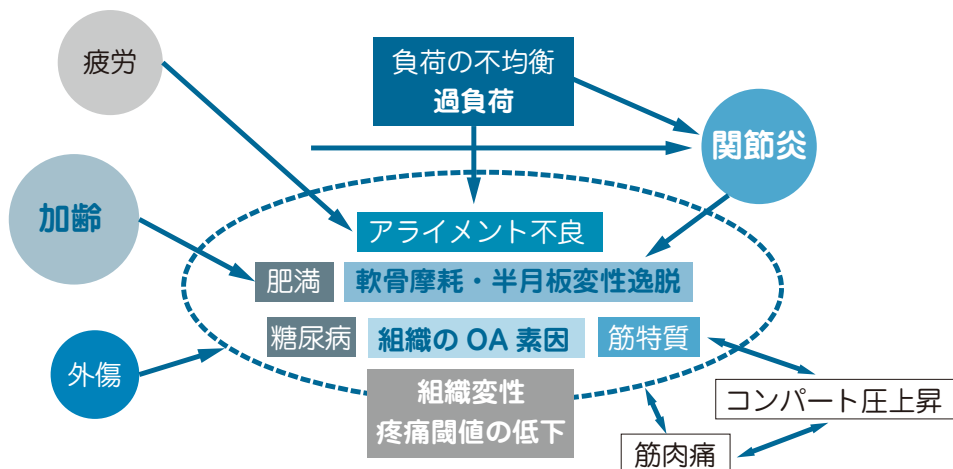 疲労
負荷の不均衡
過負荷
関節炎
加齢
アライメント不良
肥満
軟骨摩耗・半月板変性逸脱
糖尿病
組織の OA 素因
筋特質
外傷
組織変性
疼痛閾値の低下
コンパート圧上昇
筋肉痛